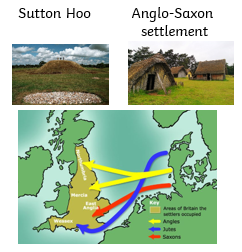 Sutton Hoo
Anglo-Saxon
settlement
Northumbria
Mercia
East
Anglia
Wessex
Key
Areas of Britain the
settlers occupied
Angles
Jutes
Saxons